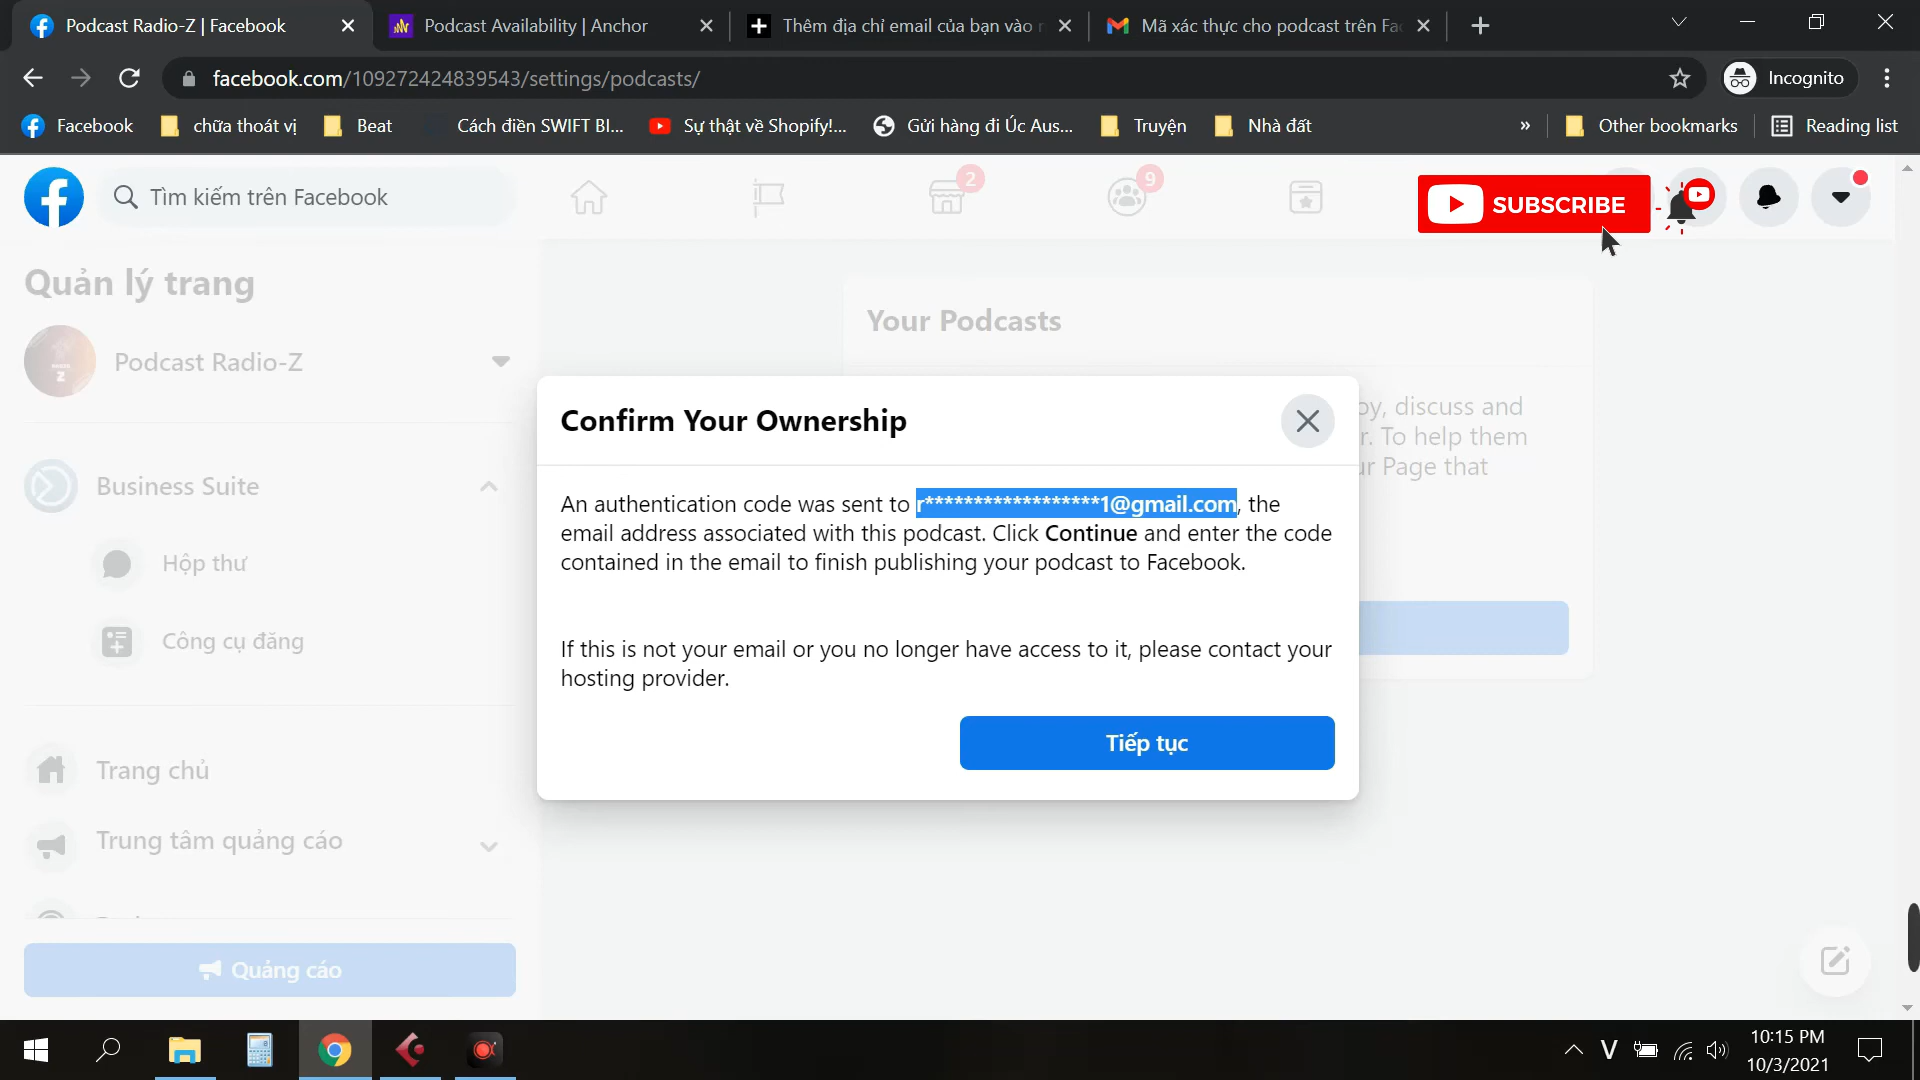 Podcast Radio-Z | Facebook
Podcast Availability | Anchor
Thêm địa chỉ email của bạn vào
Mã xác thực cho podcast trên Fa
facebook.com/109272424839543/settings/podcasts/
Incognito
Facebook
chữa thoát vị
Beat
Cách điền SWIFT BI...
Sự thật về Shopify!...
Gửi hàng đi Úc Aus...
Truyện
Nhà đất
»
Other bookmarks
Reading list
Tìm kiếm trên Facebook
2
9
SUBSCRIBE
Quản lý trang
Podcast Radio-Z
Your Podcasts
oy, discuss and
r. To help them
ur Page that
Confirm Your Ownership
An authentication code was sent to r******************1@gmail.com, the
email address associated with this podcast. Click Continue and enter the code
contained in the email to finish publishing your podcast to Facebook.
If this is not your email or you no longer have access to it, please contact your
hosting provider.
Tiếp tục
Business Suite
Hộp thư
Công cụ đăng
Trang chủ
Trung tâm quảng cáo
Quảng cáo
V
10:15 PM
10/3/2021